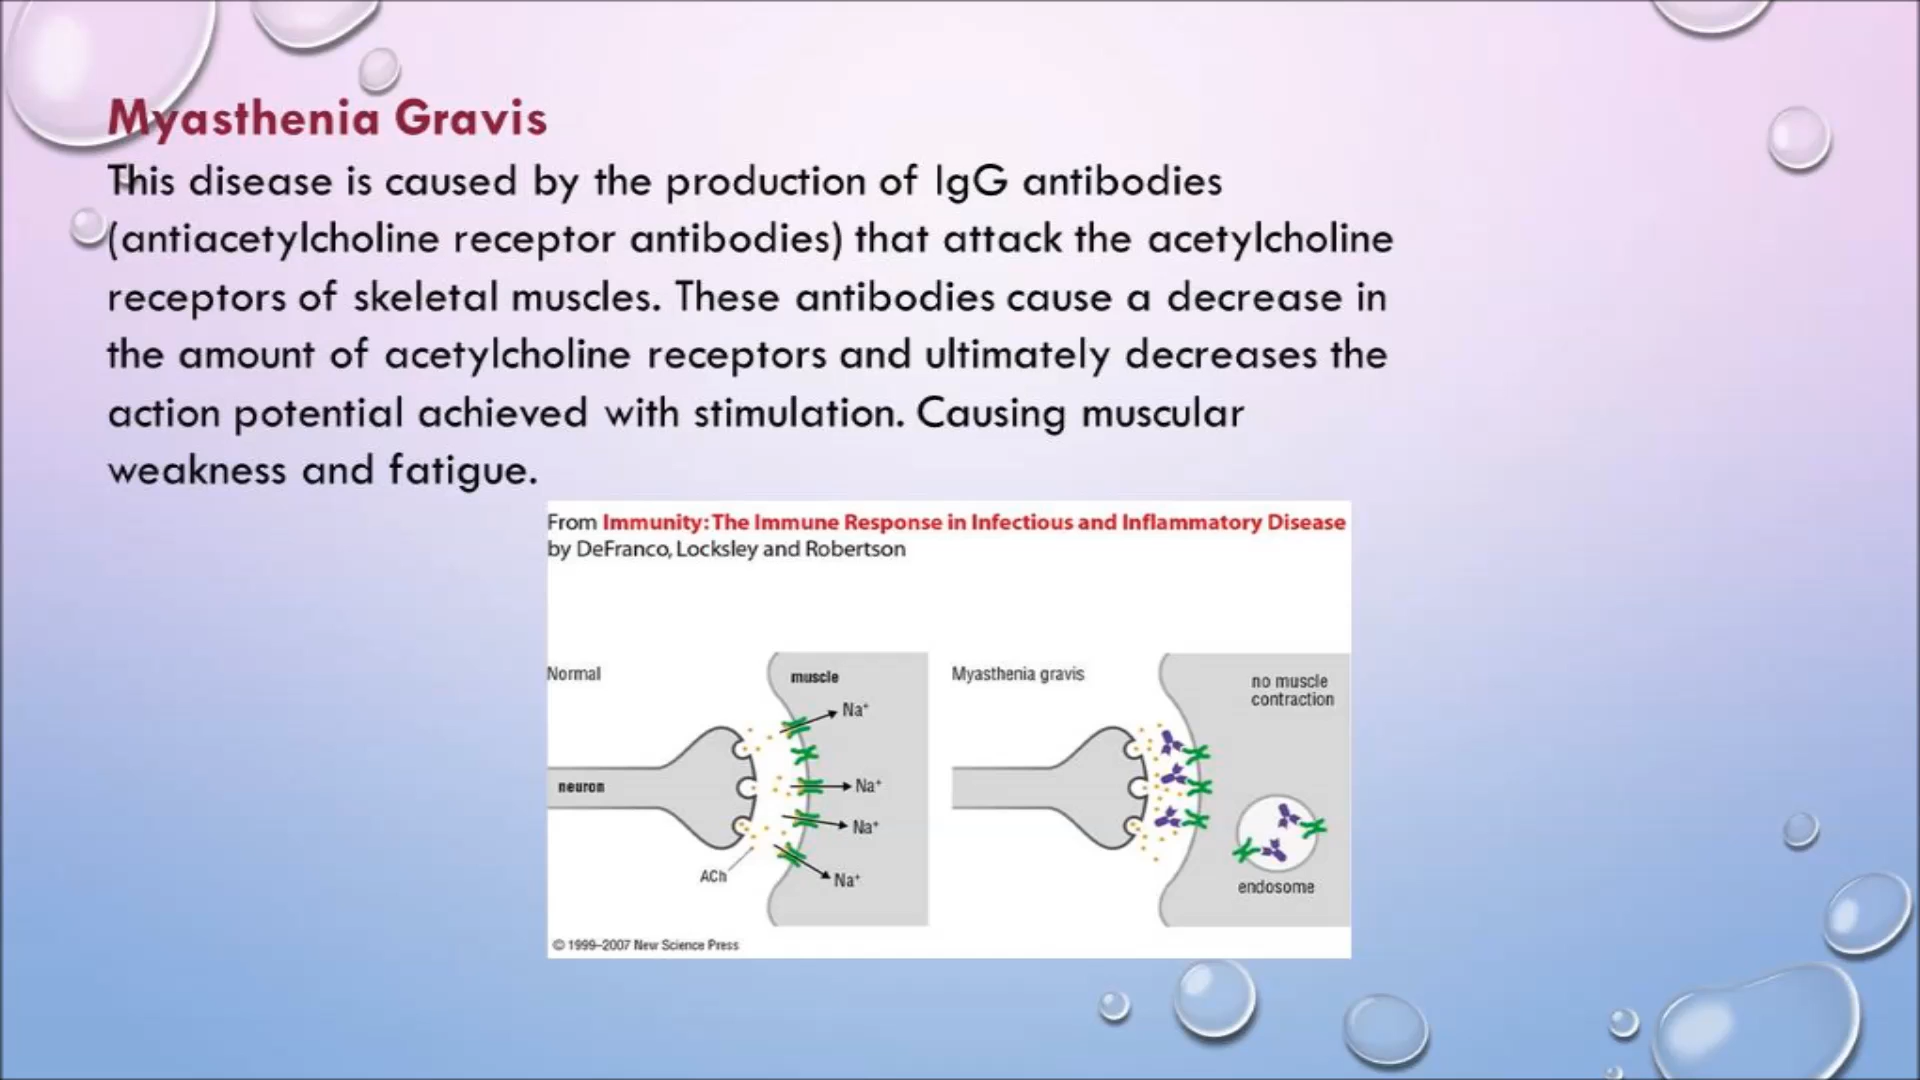 Myasthenia Gravis
This disease is caused by the production of IgG antibodies
(antiacetylcholine receptor antibodies) that attack the acetylcholine
receptors of skeletal muscles. These antibodies cause a decrease in
the amount of acetylcholine receptors and ultimately decreases the
action potential achieved with stimulation. Causing muscular
weakness and fatigue.
From Immunity: The Immune Response in Infectious and Inflammatory Disease
by DeFranco, Locksley and Robertson
Normal
muscle
Na⁺
neuron
Na⁺
Na⁺
ACh
Na⁺
Myasthenia gravis
no muscle
contraction
endosome
© 1999–2007 New Science Press